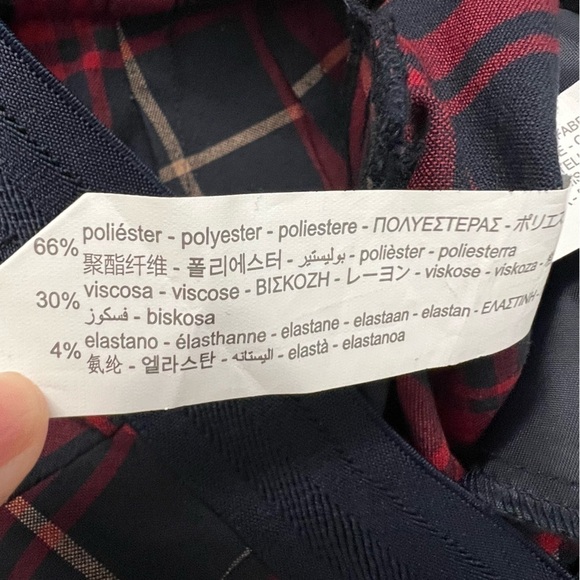 66% poliéster - polyester - poliestere - ΠΟΛΥΕΣΤΕΡΑΣ -
聚酯纤维 - 폴리에스터 - بوليستير - polièster - poliesterra
30% viscosa - viscose - ΒΙΣΚΟΖΗ - レーヨン - viskose - viskoza -
فسكوز - biskosa
4% elastano - élasthanne - elastane - elastaan - elastan - ΕΛΑΣΤΙΝΗ -
氨纶 - 엘라스탄 - اليستانه - elastà - elastanoa